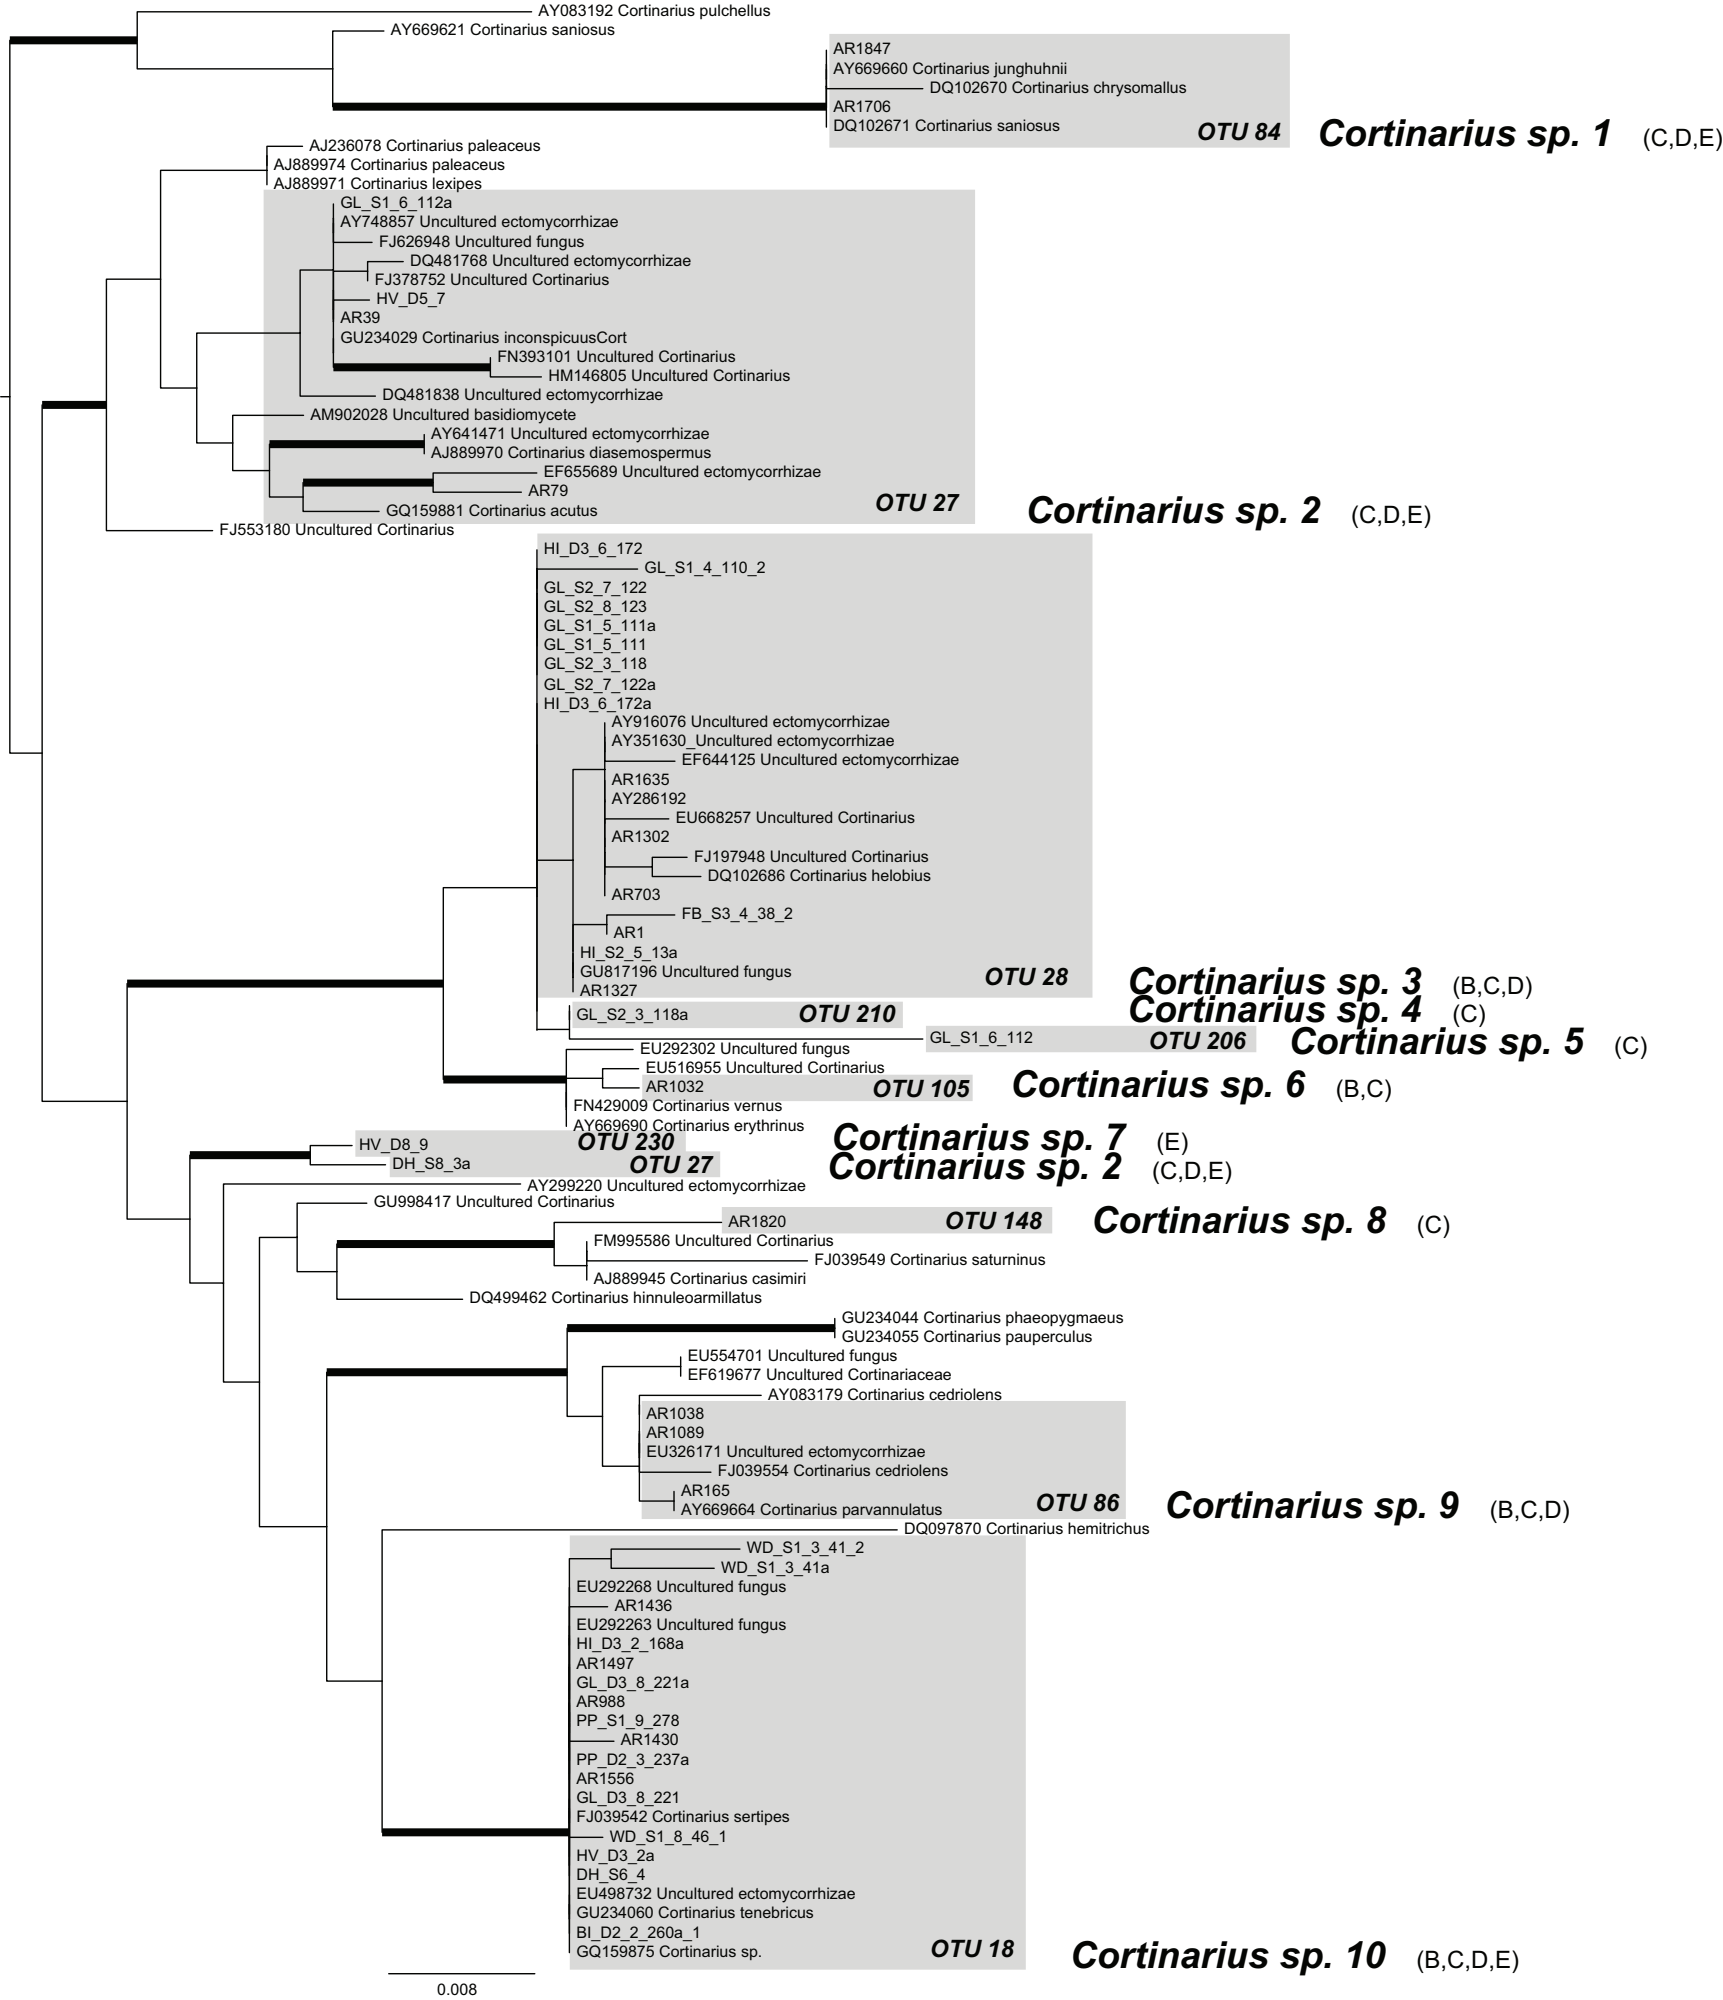 AY083192 Cortinarius pulchellus
AY669621 Cortinarius saniosus
AR1847
AY669660 Cortinarius junghuhnii
DQ102670 Cortinarius chrysomallus
AR1706
DQ102671 Cortinarius saniosus
OTU 84
Cortinarius sp. 1 (C,D,E)
AJ236078 Cortinarius paleaceus
AJ889974 Cortinarius paleaceus
AJ889971 Cortinarius lexipes
GL_S1_6_112a
AY748857 Uncultured ectomycorrhizae
FJ626948 Uncultured fungus
DQ481768 Uncultured ectomycorrhizae
FJ378752 Uncultured Cortinarius
HV_D5_7
AR39
GU234029 Cortinarius inconspicuusCort
FN393101 Uncultured Cortinarius
HM146805 Uncultured Cortinarius
DQ481838 Uncultured ectomycorrhizae
AM902028 Uncultured basidiomycete
AY641471 Uncultured ectomycorrhizae
AJ889970 Cortinarius diasemospermus
EF655689 Uncultured ectomycorrhizae
AR79
GQ159881 Cortinarius acutus
OTU 27
Cortinarius sp. 2 (C,D,E)
FJ553180 Uncultured Cortinarius
HI_D3_6_172
GL_S1_4_110_2
GL_S2_7_122
GL_S2_8_123
GL_S1_5_111a
GL_S1_5_111
GL_S2_3_118
GL_S2_7_122a
HI_D3_6_172a
AY916076 Uncultured ectomycorrhizae
AY351630_Uncultured ectomycorrhizae
EF644125 Uncultured ectomycorrhizae
AR1635
AY286192
EU668257 Uncultured Cortinarius
AR1302
FJ197948 Uncultured Cortinarius
DQ102686 Cortinarius helobius
AR703
FB_S3_4_38_2
AR1
HI_S2_5_13a
GU817196 Uncultured fungus
AR1327
OTU 28
Cortinarius sp. 3 (B,C,D)
GL_S2_3_118a OTU 210
Cortinarius sp. 4 (C)
GL_S1_6_112 OTU 206
Cortinarius sp. 5 (C)
EU292302 Uncultured fungus
EU516955 Uncultured Cortinarius
AR1032 OTU 105
Cortinarius sp. 6 (B,C)
FN429009 Cortinarius vernus
AY669690 Cortinarius erythrinus
HV_D8_9 OTU 230
Cortinarius sp. 7 (E)
DH_S8_3a OTU 27
Cortinarius sp. 2 (C,D,E)
AY299220 Uncultured ectomycorrhizae
GU998417 Uncultured Cortinarius
AR1820 OTU 148
Cortinarius sp. 8 (C)
FM995586 Uncultured Cortinarius
FJ039549 Cortinarius saturninus
AJ889945 Cortinarius casimiri
DQ499462 Cortinarius hinnuleoarmillatus
GU234044 Cortinarius phaeopygmaeus
GU234055 Cortinarius pauperculus
EU554701 Uncultured fungus
EF619677 Uncultured Cortinariaceae
AY083179 Cortinarius cedriolens
AR1038
AR1089
EU326171 Uncultured ectomycorrhizae
FJ039554 Cortinarius cedriolens
AR165
AY669664 Cortinarius parvannulatus
OTU 86
Cortinarius sp. 9 (B,C,D)
DQ097870 Cortinarius hemitrichus
WD_S1_3_41_2
WD_S1_3_41a
EU292268 Uncultured fungus
AR1436
EU292263 Uncultured fungus
HI_D3_2_168a
AR1497
GL_D3_8_221a
AR988
PP_S1_9_278
AR1430
PP_D2_3_237a
AR1556
GL_D3_8_221
FJ039542 Cortinarius sertipes
WD_S1_8_46_1
HV_D3_2a
DH_S6_4
EU498732 Uncultured ectomycorrhizae
GU234060 Cortinarius tenebricus
BI_D2_2_260a_1
GQ159875 Cortinarius sp.
OTU 18
Cortinarius sp. 10 (B,C,D,E)
0.008